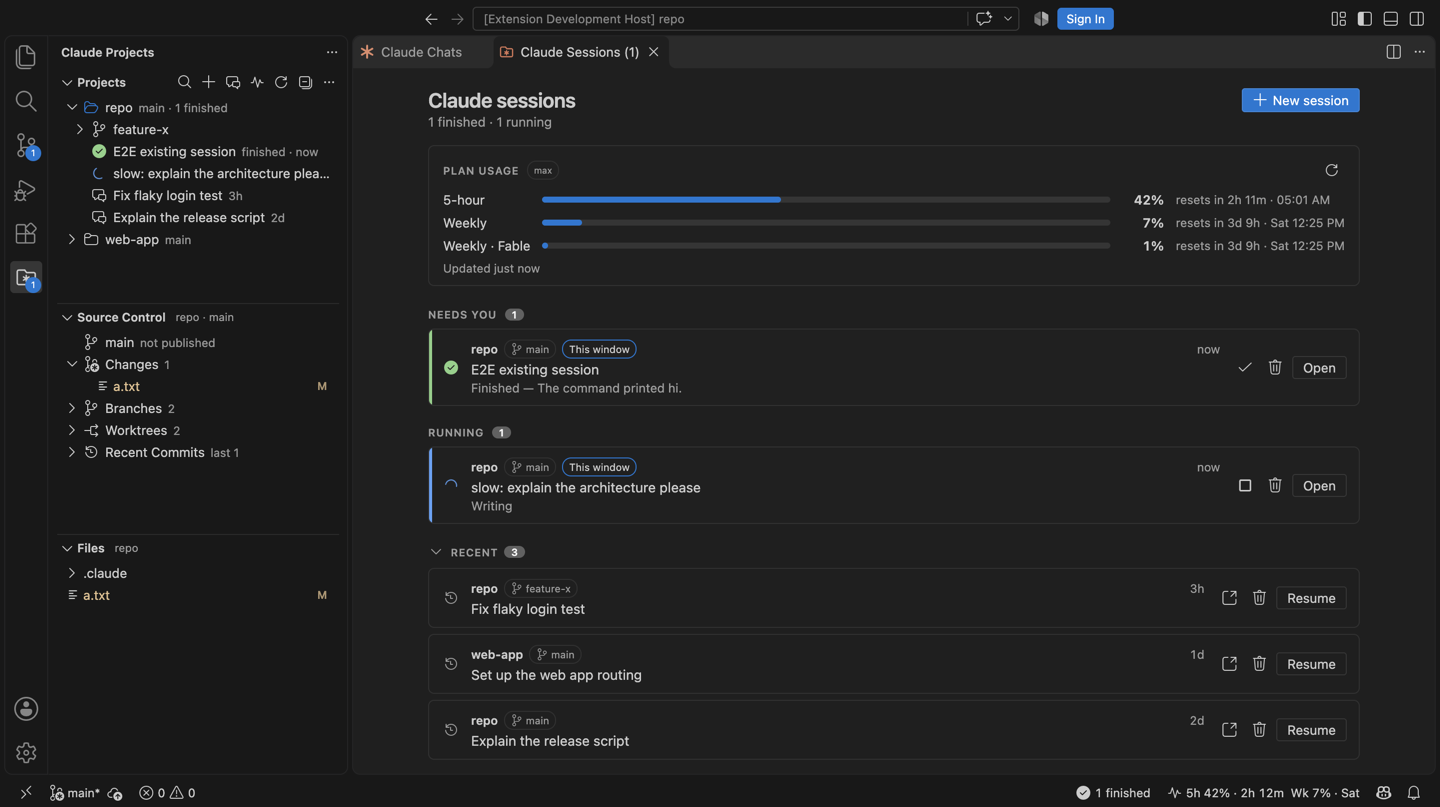 [Extension Development Host] repo
Sign In
Claude Projects
Projects
repo main · 1 finished
feature-x
E2E existing session finished · now
slow: explain the architecture plea...
Fix flaky login test 3h
Explain the release script 2d
web-app main
1
1
Source Control repo · main
main not published
Changes 1
a.txt M
Branches 2
Worktrees 2
Recent Commits last 1
Files repo
.claude
a.txt M
Claude Chats
Claude Sessions (1)
Claude sessions
1 finished · 1 running
New session
PLAN USAGE max
5-hour 42% resets in 2h 11m · 05:01 AM
Weekly 7% resets in 3d 9h · Sat 12:25 PM
Weekly · Fable 1% resets in 3d 9h · Sat 12:25 PM
Updated just now
NEEDS YOU 1
repo main This window now
E2E existing session
Finished — The command printed hi.
Open
RUNNING 1
repo main This window now
slow: explain the architecture please
Writing
Open
RECENT 3
repo feature-x 3h
Fix flaky login test
Resume
web-app main 1d
Set up the web app routing
Resume
repo main 2d
Explain the release script
Resume
main* 0 0
1 finished 5h 42% · 2h 12m Wk 7% · Sat